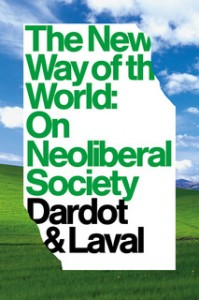 The New
Way of th
World:
On
Neoliberal
Society
Dardot
& Laval